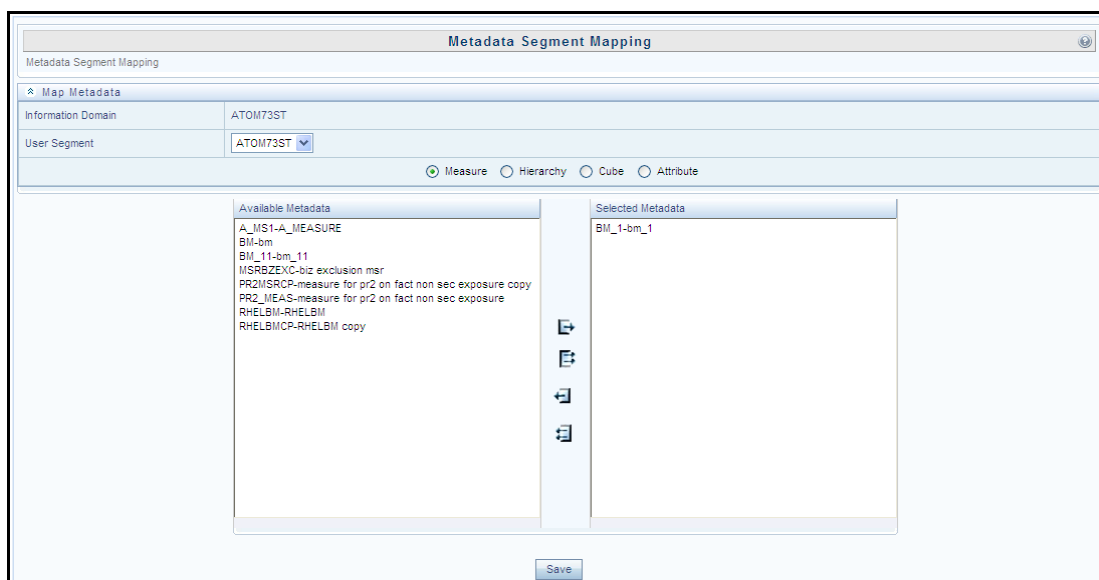 Metadata Segment Mapping
Metadata Segment Mapping
Map Metadata
Information Domain ATOM73ST
User Segment ATOM73ST
Measure Hierarchy Cube Attribute
Available Metadata Selected Metadata
A_MS1-A_MEASURE BM_1-bm_1
BM-bm
BM_11-bm_11
MSRBZEXC-biz exclusion msr
PR2MSRCP-measure for pr2 on fact non sec exposure copy
PR2_MEAS-measure for pr2 on fact non sec exposure
RHELBM-RHELBM
RHELBMCP-RHELBM copy
Save